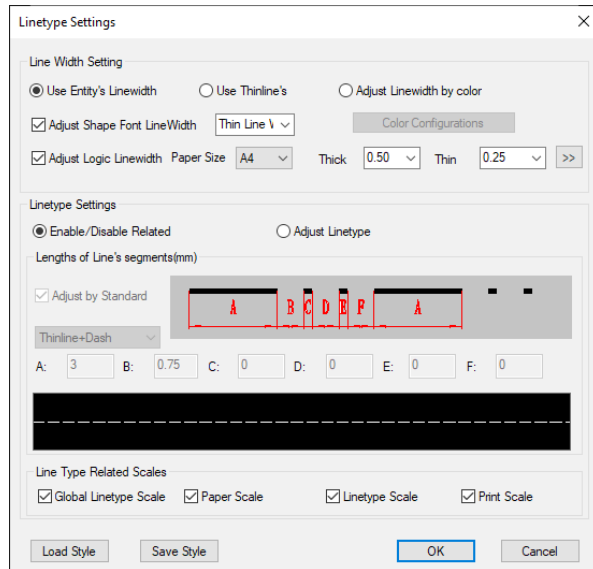 Linetype Settings
Line Width Setting
Use Entity's Linewidth Use Thinline's Adjust Linewidth by color
Adjust Shape Font LineWidth Thin Line Color Configurations
Adjust Logic Linewidth Paper Size A4 Thick 0.50 Thin 0.25 >>
Linetype Settings
Enable/Disable Related Adjust Linetype
Lengths of Line's segments(mm)
Adjust by Standard
A B C D E F A
Thinline+Dash
A: 3 B: 0.75 C: 0 D: 0 E: 0 F: 0
Line Type Related Scales
Global Linetype Scale Paper Scale Linetype Scale Print Scale
Load Style Save Style OK Cancel